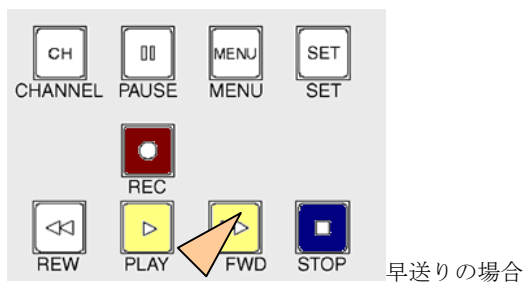 CH MENU SET
CHANNEL PAUSE MENU SET
REC
REW PLAY FWD STOP
早送りの場合